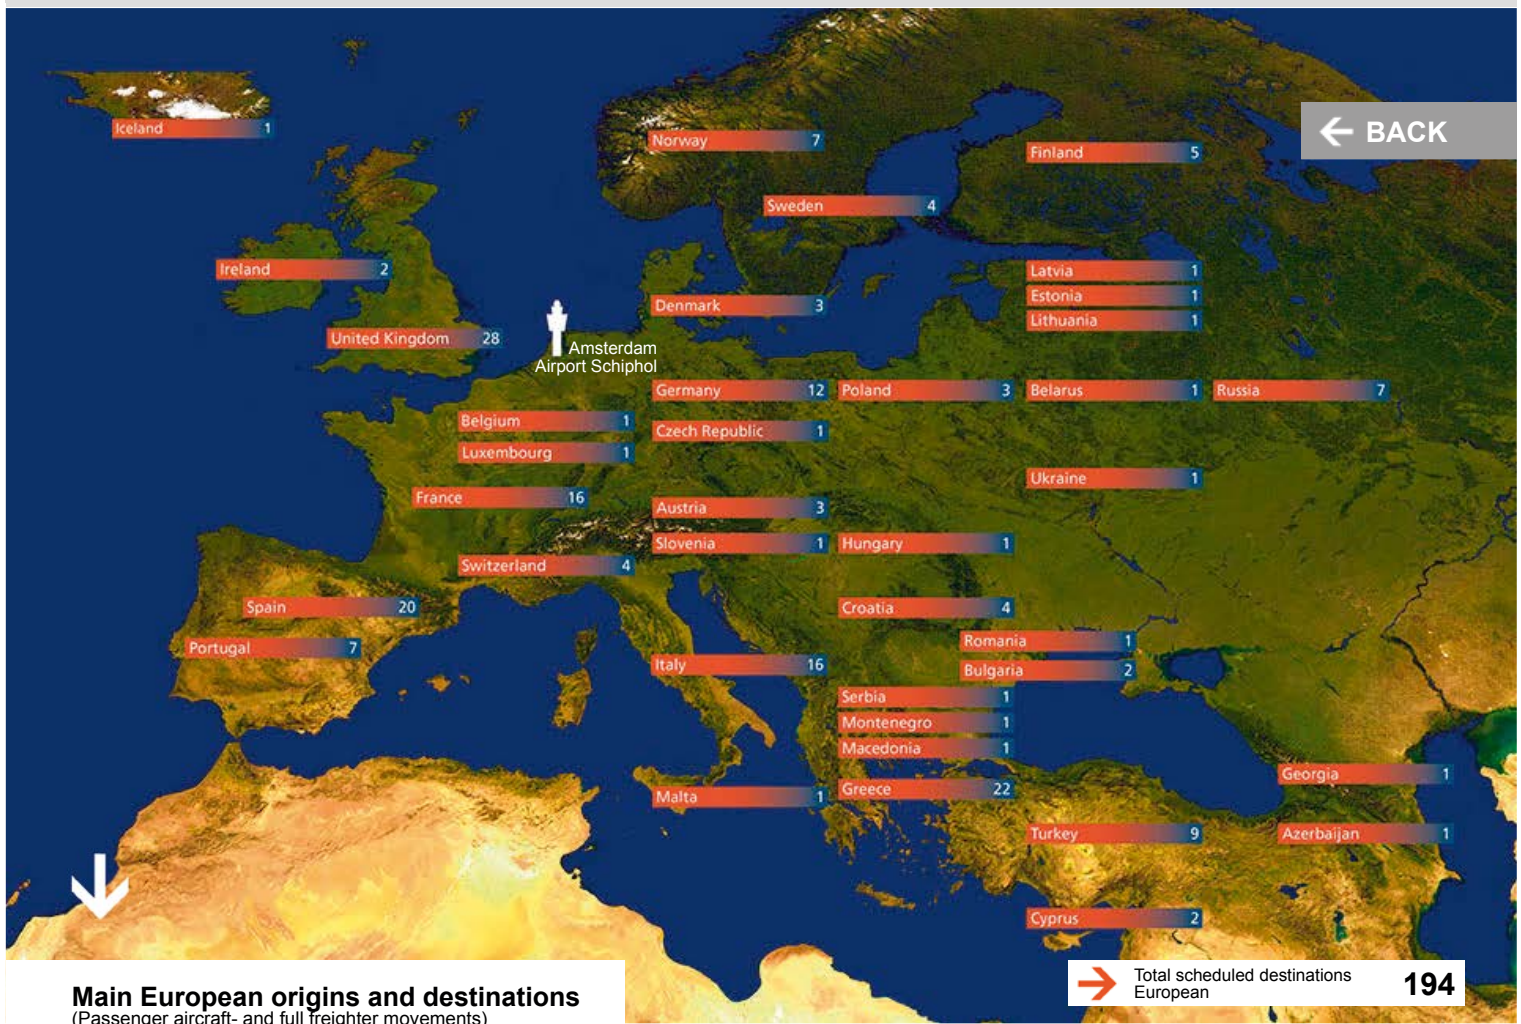 Iceland 1
Norway 7
Finland 5
← BACK
Sweden 4
Ireland 2
Latvia 1
Estonia 1
Lithuania 1
Denmark 3
United Kingdom 28
Amsterdam
Airport Schiphol
Germany 12
Poland 3
Belarus 1
Russia 7
Belgium 1
Czech Republic 1
Luxembourg 1
Ukraine 1
France 16
Austria 3
Slovenia 1
Hungary 1
Switzerland 4
Spain 20
Croatia 4
Portugal 7
Romania 1
Italy 16
Bulgaria 2
Serbia 1
Montenegro 1
Macedonia 1
Georgia 1
Malta 1
Greece 22
Turkey 9
Azerbaijan 1
Cyprus 2
Total scheduled destinations
European
194
Main European origins and destinations
(Passenger aircraft- and full freighter movements)